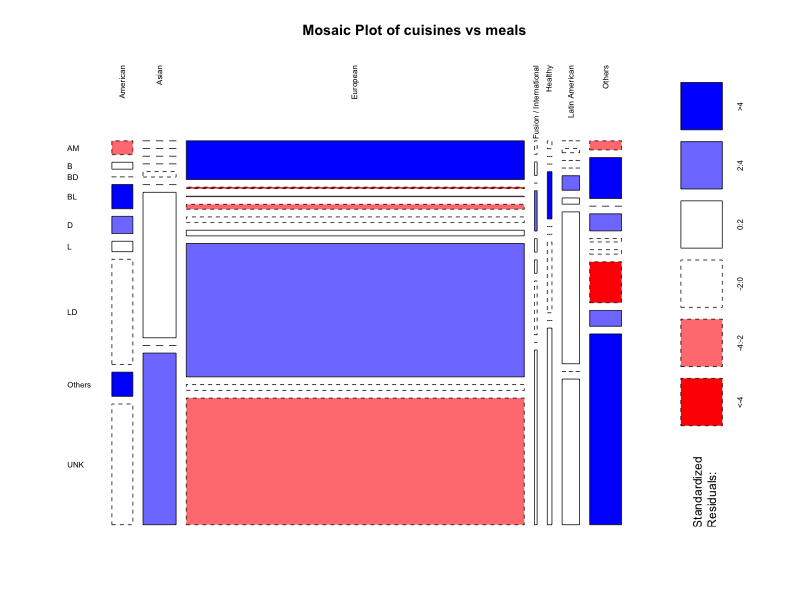 Mosaic Plot of cuisines vs meals
American
Asian
European
Fusion / International
Healthy
Latin American
Others
AM
B
BD
BL
D
L
LD
Others
UNK
>4
2:4
0:2
-2:0
-4:-2
<-4
Standardized
Residuals: